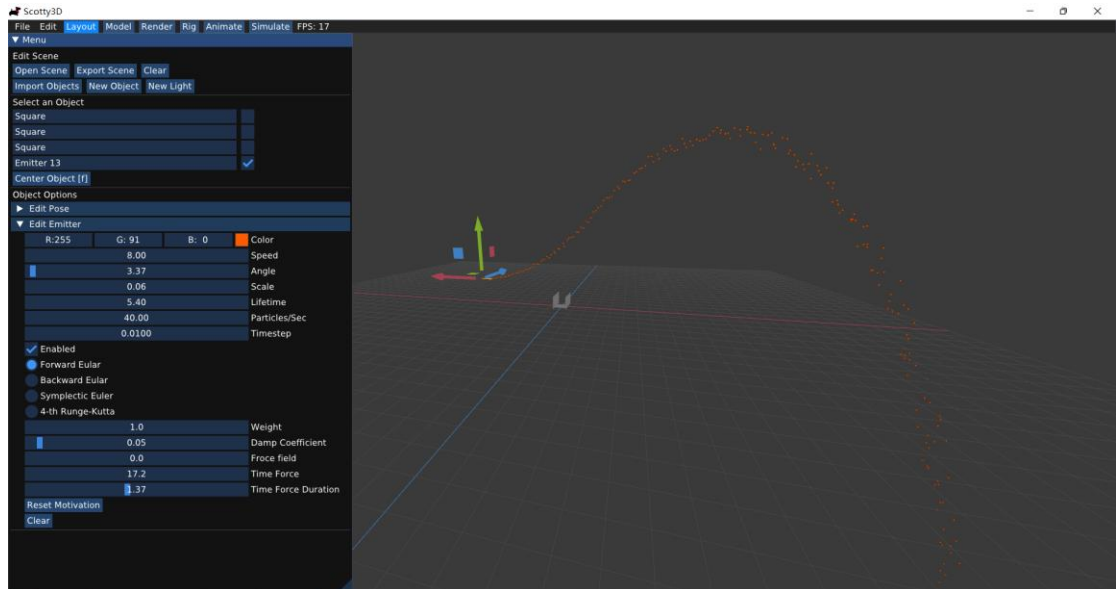 Scotty3D
File Edit Layout Model Render Rig Animate Simulate FPS: 17
Menu
Edit Scene
Open Scene Export Scene Clear
Import Objects New Object New Light
Select an Object
Square
Square
Square
Emitter 13
Center Object [f]
Object Options
Edit Pose
Edit Emitter
R:255 G: 91 B: 0 Color
8.00 Speed
3.37 Angle
0.06 Scale
5.40 Lifetime
40.00 Particles/Sec
0.0100 Timestep
Enabled
Forward Eular
Backward Eular
Symplectic Euler
4-th Runge-Kutta
1.0 Weight
0.05 Damp Coefficient
0.0 Froce field
17.2 Time Force
1.37 Time Force Duration
Reset Motivation
Clear